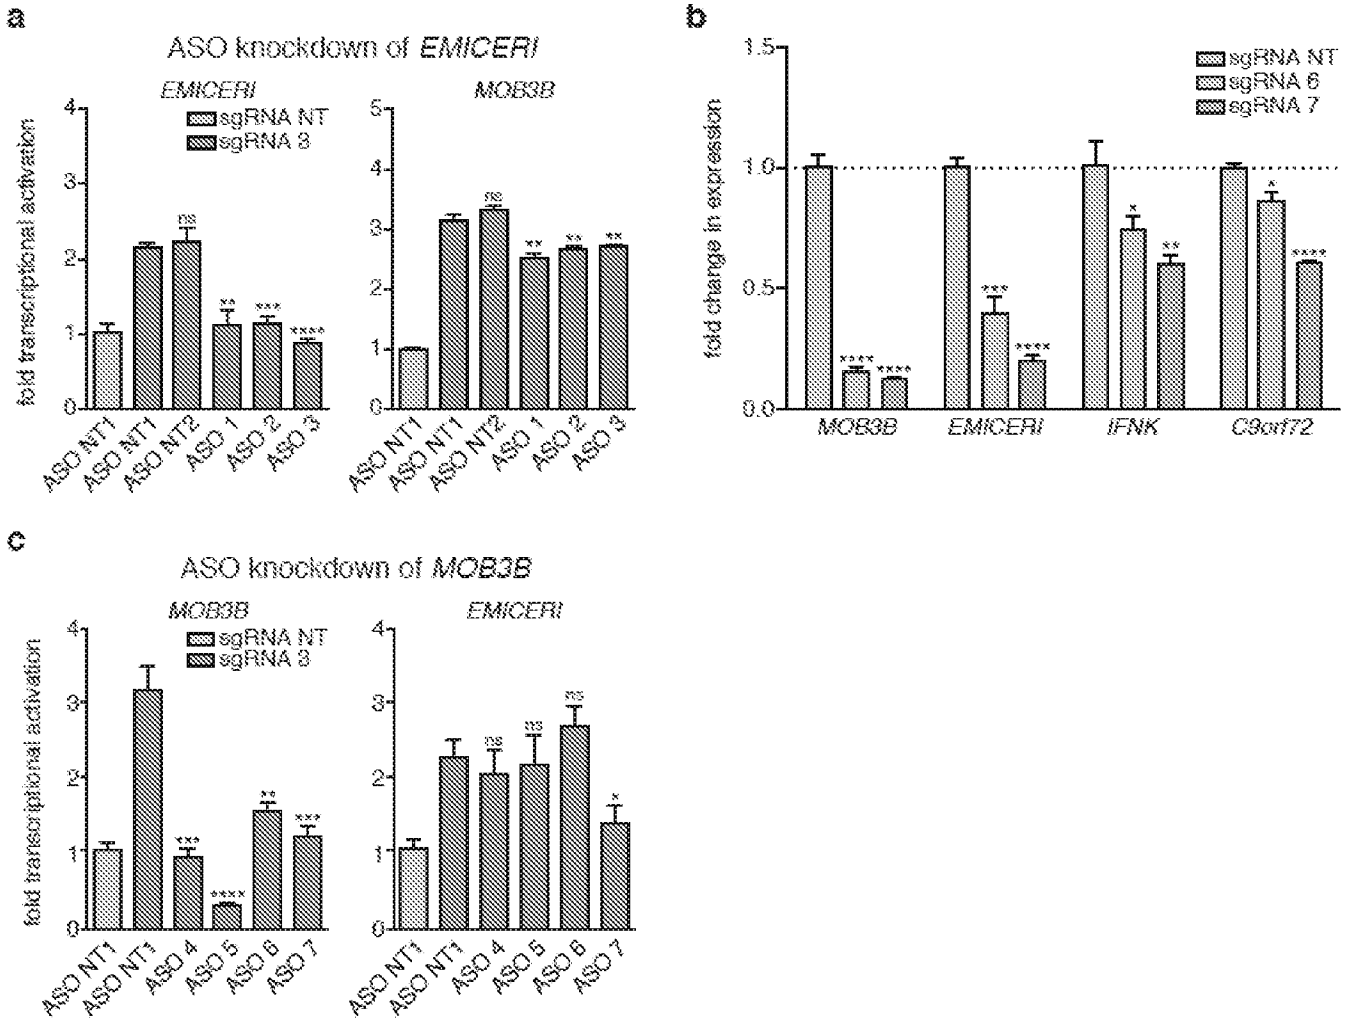 a
ASO knockdown of EMICERI
EMICERI
sgRNA NT
sgRNA 3
fold transcriptional activation
4
3
2
1
0
ns
**
***
****
ASO NT1
ASO NT1
ASO NT2
ASO 1
ASO 2
ASO 3
MOB3B
5
4
3
2
1
0
ns
**
**
**
ASO NT1
ASO NT1
ASO NT2
ASO 1
ASO 2
ASO 3
b
sgRNA NT
sgRNA 6
sgRNA 7
fold change in expression
1.5
1.0
0.5
0.0
****
****
***
****
*
**
*
****
MOB3B
EMICERI
IFNK
C9orf72
c
ASO knockdown of MOB3B
MOB3B
sgRNA NT
sgRNA 3
fold transcriptional activation
4
3
2
1
0
***
****
**
***
ASO NT1
ASO NT1
ASO 4
ASO 5
ASO 6
ASO 7
EMICERI
4
3
2
1
0
ns
ns
ns
*
ASO NT1
ASO NT1
ASO 4
ASO 5
ASO 6
ASO 7